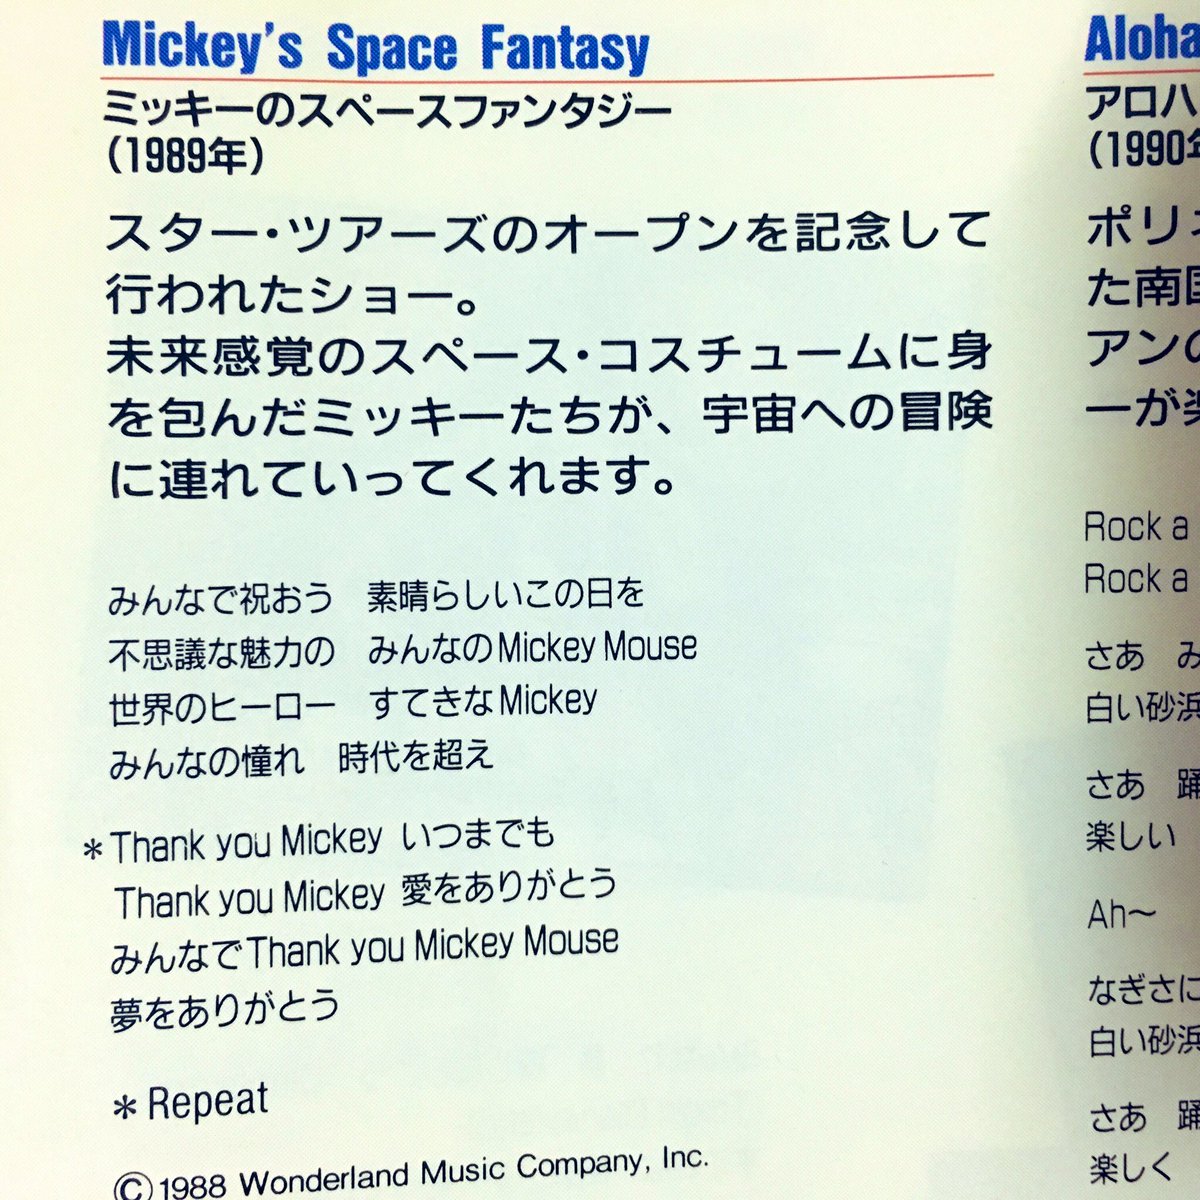 Mickey's Space Fantasy
ミッキーのスペースファンタジー
(1989年)
スター・ツアーズのオープンを記念して
行われたショー。
未来感覚のスペース・コスチュームに身
を包んだミッキーたちが、宇宙への冒険
に連れていってくれます。
みんなで祝おう　素晴らしいこの日を
不思議な魅力の　みんなのMickey Mouse
世界のヒーロー　すてきなMickey
みんなの憧れ　時代を超え
*Thank you Mickey いつまでも
Thank you Mickey 愛をありがとう
みんなでThank you Mickey Mouse
夢をありがとう
* Repeat
©1988 Wonderland Music Company, Inc.
Aloha
アロハ
(1990年
ポリネ
た南国
アンの
ーが楽
Rock a
Rock a
さあ　み
白い砂浜
さあ　踊
楽しい
Ah〜
なぎさに
白い砂浜
さあ　踊
楽しく